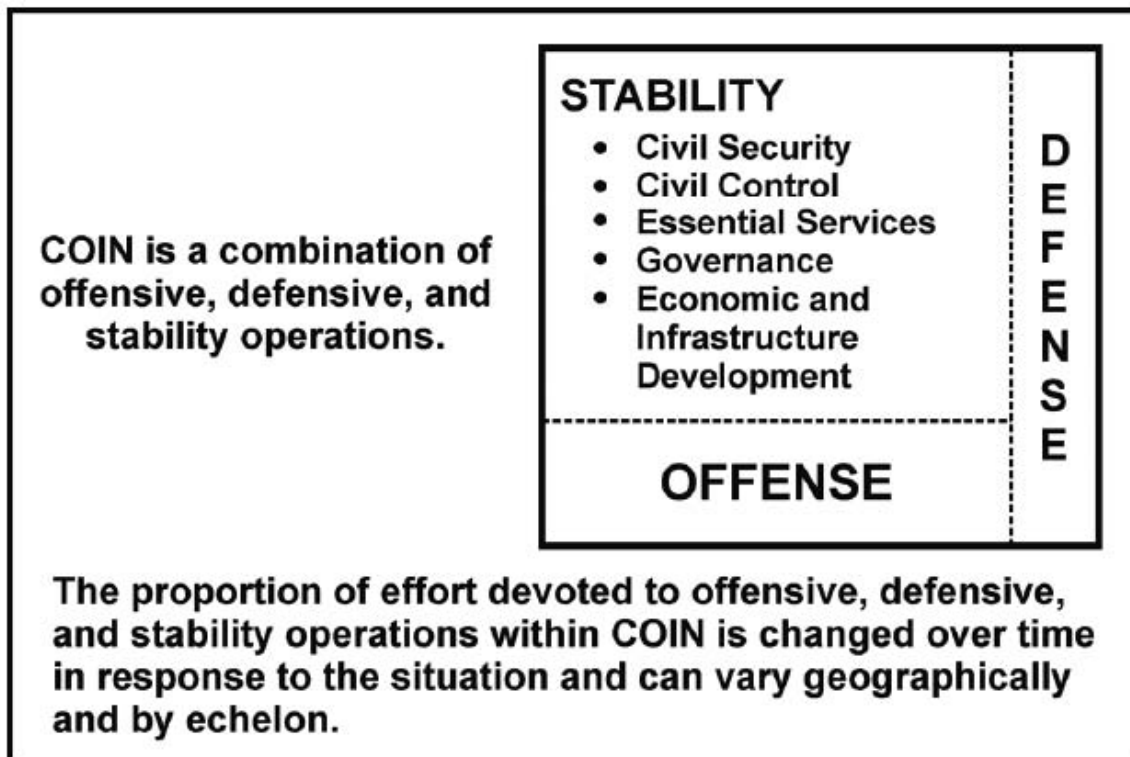 COIN is a combination of
offensive, defensive, and
stability operations.
STABILITY
• Civil Security
• Civil Control
• Essential Services
• Governance
• Economic and
Infrastructure
Development
DEFENSE
OFFENSE
The proportion of effort devoted to offensive, defensive,
and stability operations within COIN is changed over time
in response to the situation and can vary geographically
and by echelon.